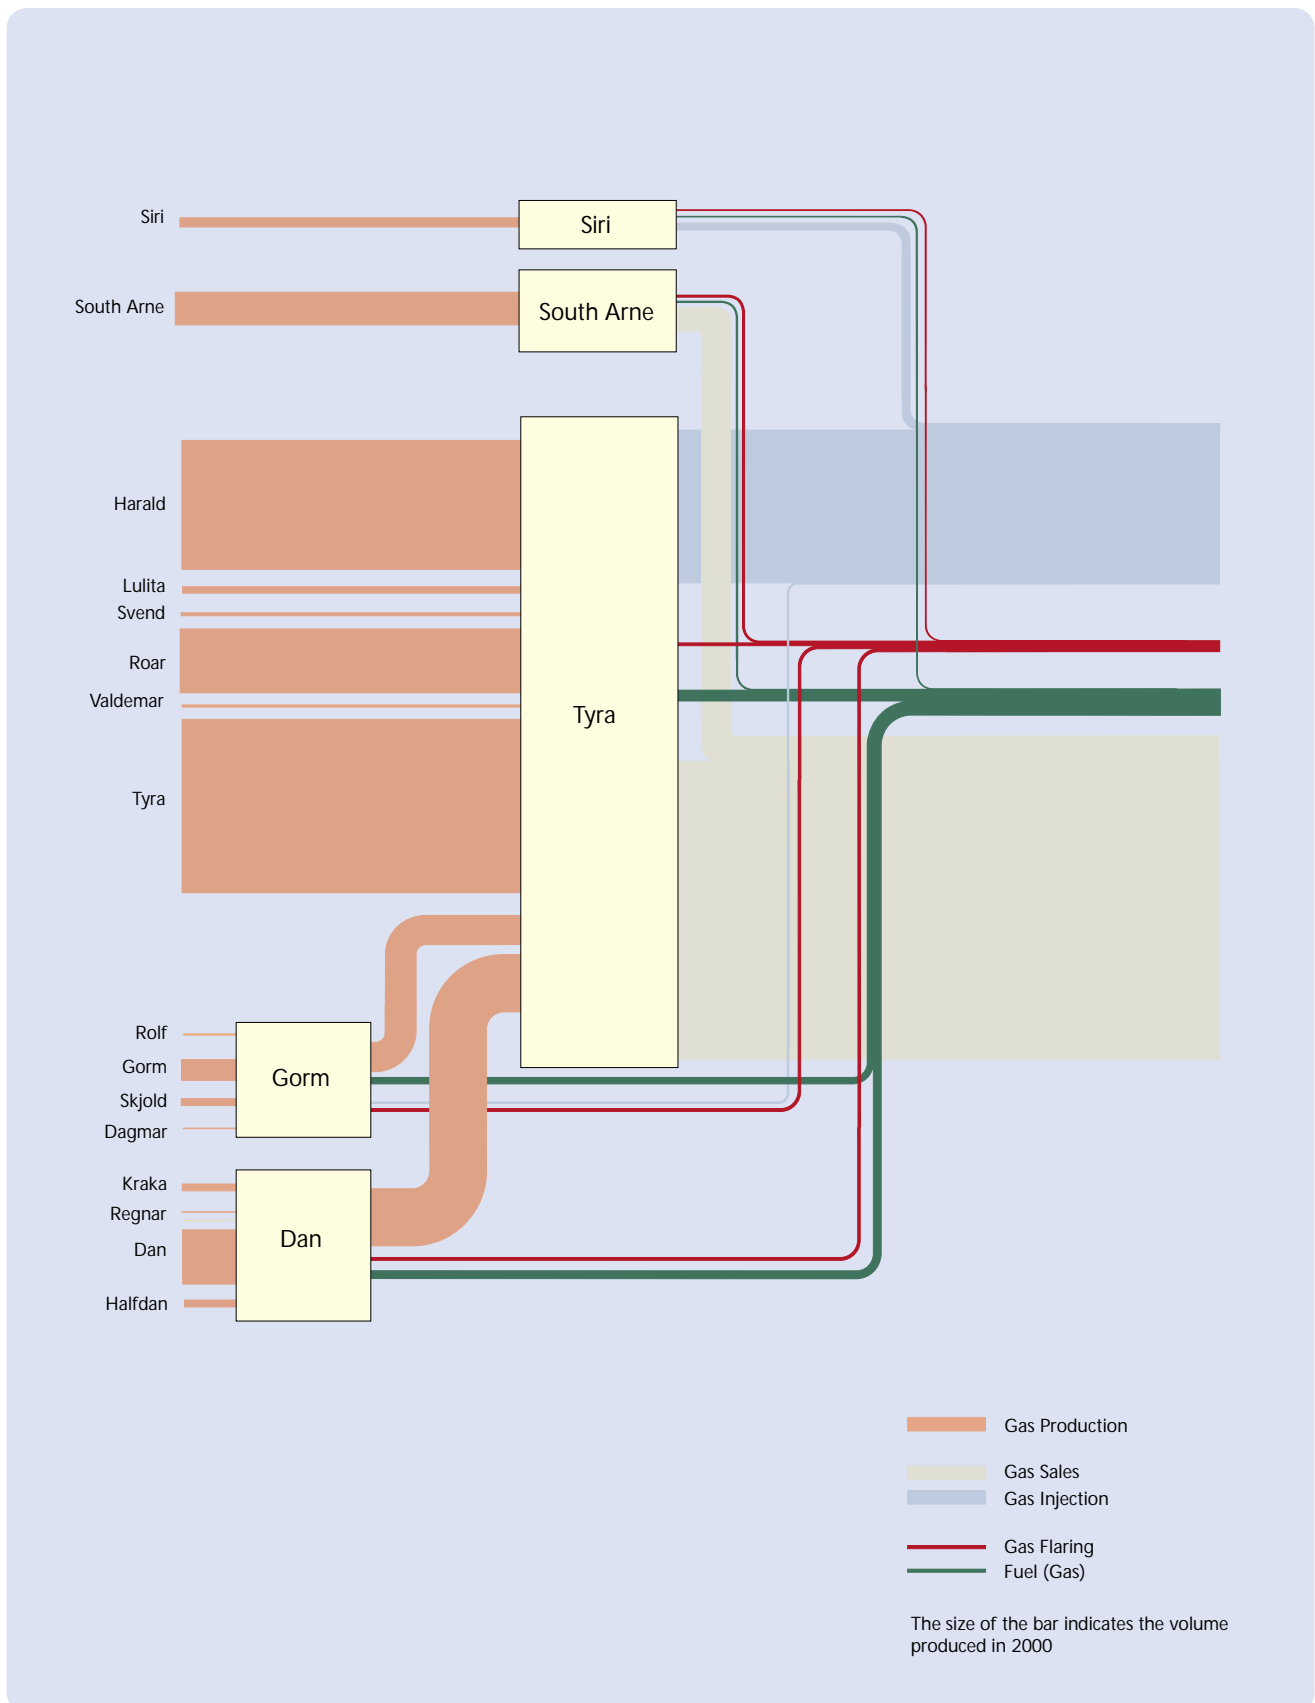 Siri
Siri
South Arne
South Arne
Harald
Lulita
Svend
Roar
Valdemar
Tyra
Tyra
Rolf
Gorm
Gorm
Skjold
Dagmar
Kraka
Regnar
Dan
Dan
Halfdan
Gas Production
Gas Sales
Gas Injection
Gas Flaring
Fuel (Gas)
The size of the bar indicates the volume
produced in 2000